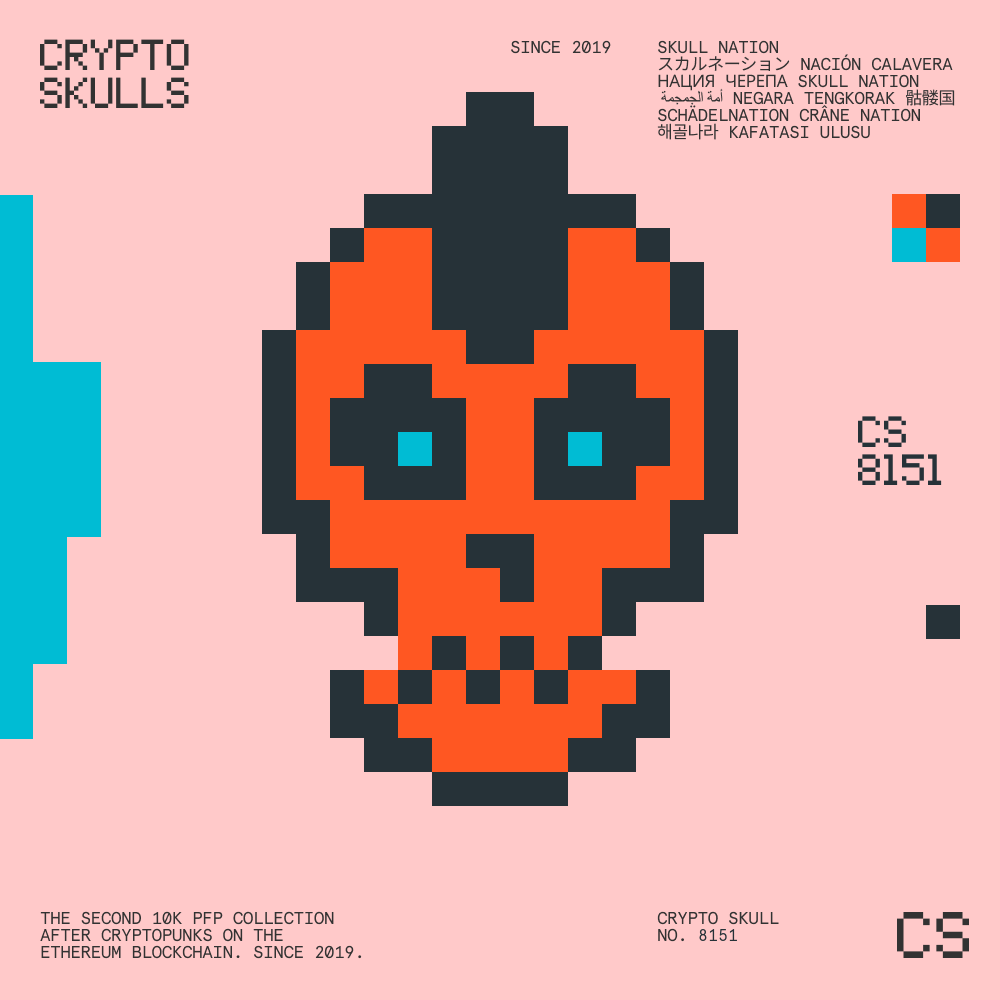 CRYPTO
SKULLS
SINCE 2019
SKULL NATION
スカルネーション NACIÓN CALAVERA
НАЦИЯ ЧЕРЕПА SKULL NATION
أمة الجمجمة NEGARA TENGKORAK 骷髅国
SCHÄDELNATION CRÂNE NATION
해골나라 KAFATASI ULUSU
CS
8151
THE SECOND 10K PFP COLLECTION
AFTER CRYPTOPUNKS ON THE
ETHEREUM BLOCKCHAIN. SINCE 2019.
CRYPTO SKULL
NO. 8151
CS